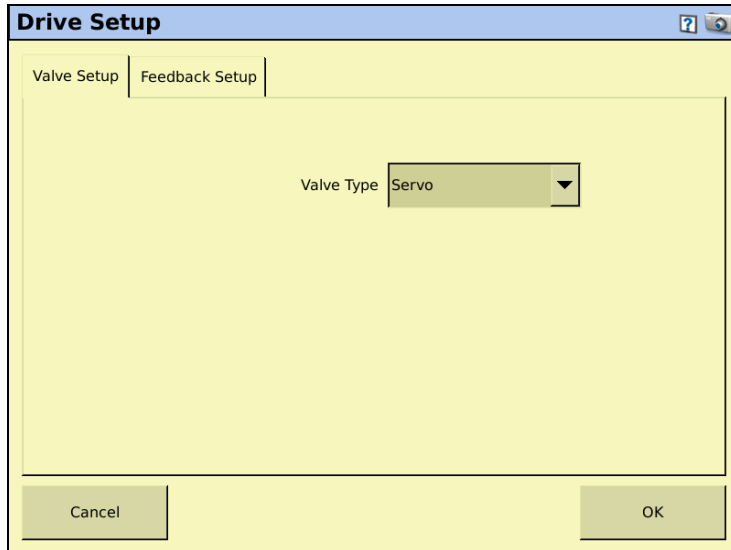 Drive Setup
?
Valve Setup Feedback Setup
Valve Type Servo
Cancel OK